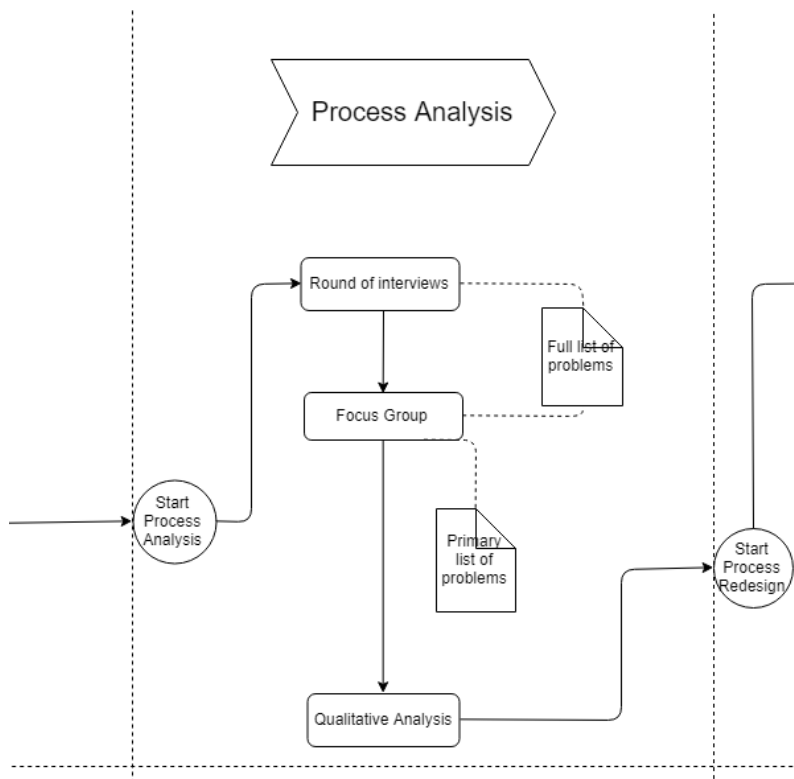 Process Analysis
Round of interviews
Full list of
problems
Focus Group
Start
Process
Analysis
Primary
list of
problems
Start
Process
Redesign
Qualitative Analysis